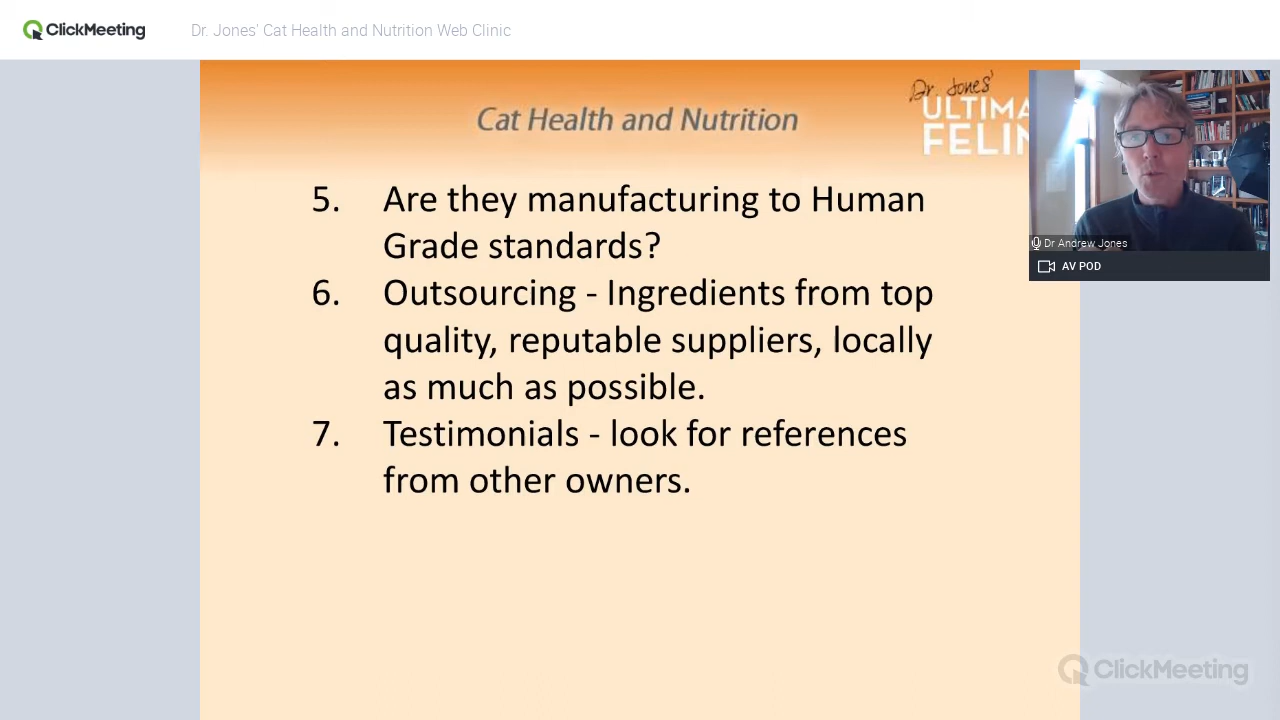 ClickMeeting
Dr. Jones' Cat Health and Nutrition Web Clinic
Cat Health and Nutrition
Dr. Jones'
5. Are they manufacturing to Human
Grade standards?
6. Outsourcing - Ingredients from top
quality, reputable suppliers, locally
as much as possible.
7. Testimonials - look for references
from other owners.
Dr Andrew Jones
AV POD
ClickMeeting